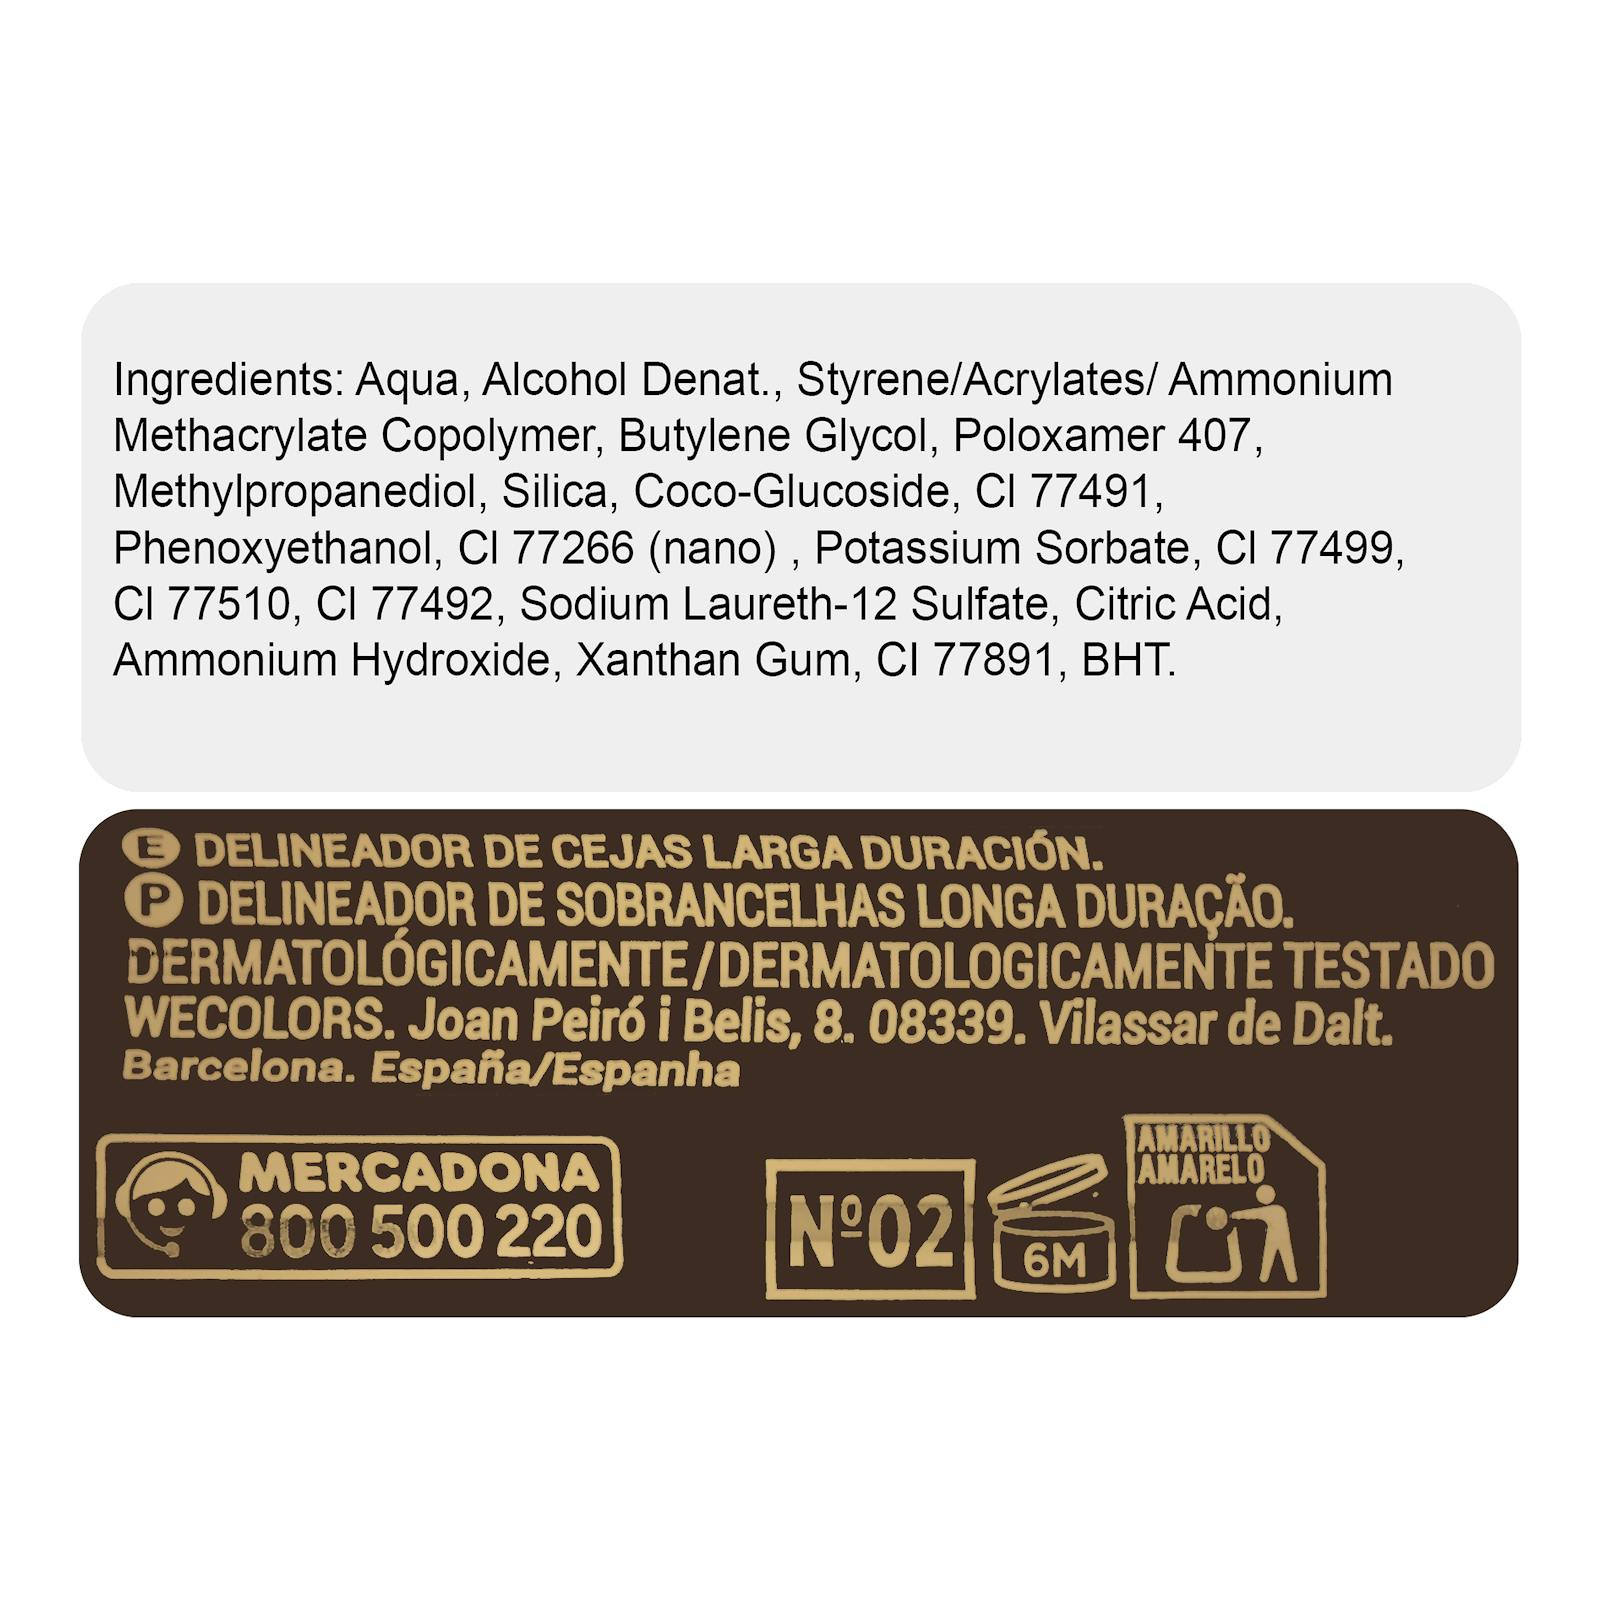 Ingredients: Aqua, Alcohol Denat., Styrene/Acrylates/ Ammonium
Methacrylate Copolymer, Butylene Glycol, Poloxamer 407,
Methylpropanediol, Silica, Coco-Glucoside, CI 77491,
Phenoxyethanol, CI 77266 (nano) , Potassium Sorbate, CI 77499,
CI 77510, CI 77492, Sodium Laureth-12 Sulfate, Citric Acid,
Ammonium Hydroxide, Xanthan Gum, CI 77891, BHT.
E DELINEADOR DE CEJAS LARGA DURACIÓN.
P DELINEADOR DE SOBRANCELHAS LONGA DURAÇÃO.
DERMATOLÓGICAMENTE/DERMATOLOGICAMENTE TESTADO
WECOLORS. Joan Peiró i Belis, 8. 08339. Vilassar de Dalt.
Barcelona. España/Espanha
MERCADONA
800 500 220
Nº02
6M
AMARILLO
AMARELO